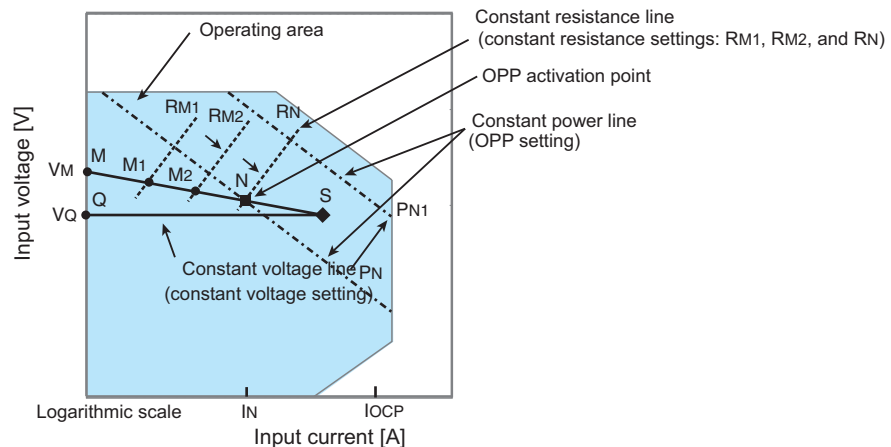 Operating area
Constant resistance line
(constant resistance settings: RM1, RM2, and RN)
OPP activation point
Constant power line
(OPP setting)
RM1
RM2
RN
Input voltage [V]
VM
M
M1
M2
N
S
VQ
Q
PN1
Constant voltage line
(constant voltage setting)
PN
Logarithmic scale
IN
IOCP
Input current [A]